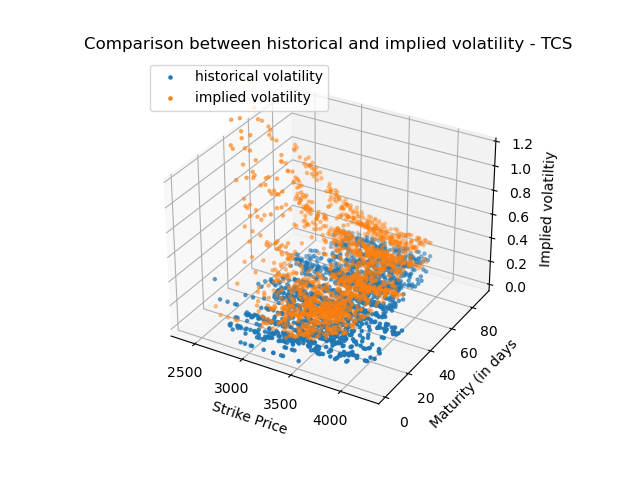 Comparison between historical and implied volatility - TCS
historical volatility
implied volatility
1.2
1.0
0.8
0.6
0.4
0.2
0.0
Implied volatiltiy
80
60
40
20
0
Maturity (in days
2500
3000
3500
4000
Strike Price